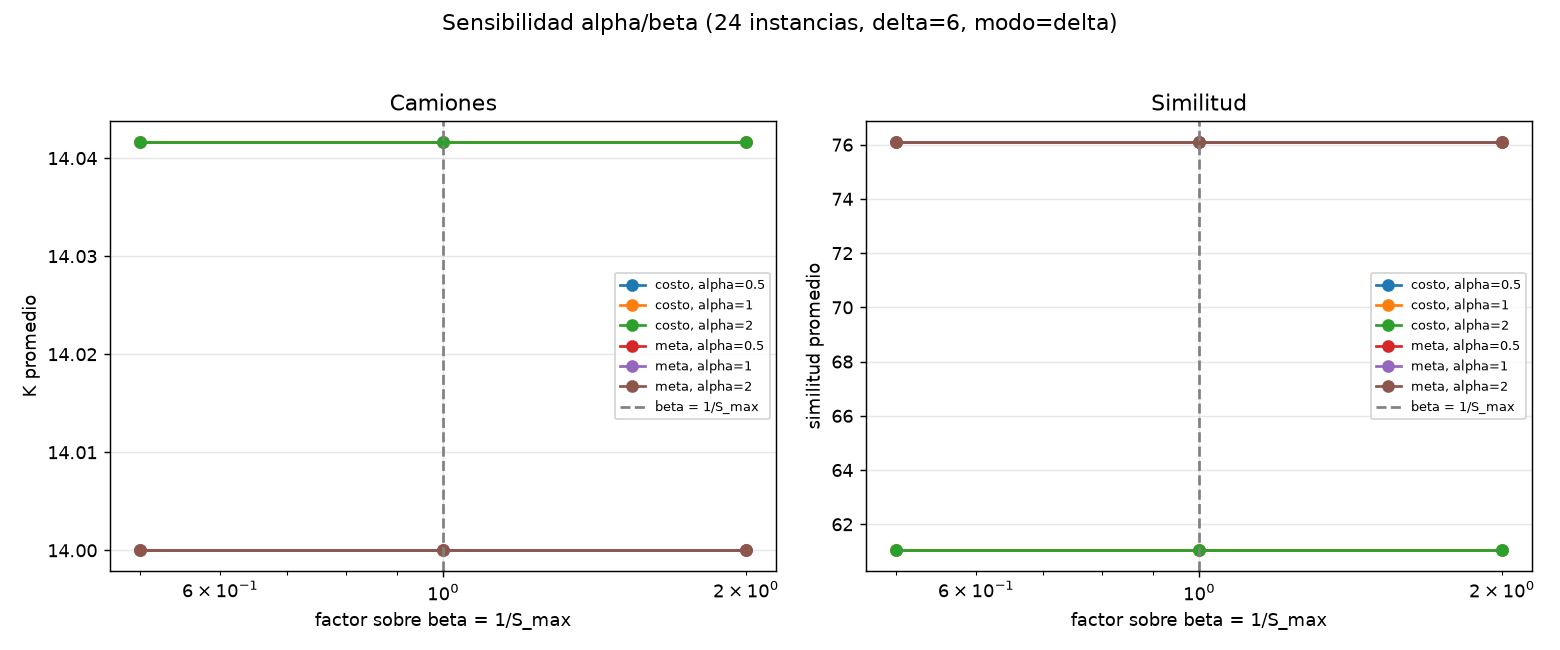 Sensibilidad alpha/beta (24 instancias, delta=6, modo=delta)
Camiones
K promedio
14.04
14.03
14.02
14.01
14.00
costo, alpha=0.5
costo, alpha=1
costo, alpha=2
meta, alpha=0.5
meta, alpha=1
meta, alpha=2
beta = 1/S_max
6 × 10⁻¹
10⁰
2 × 10⁰
factor sobre beta = 1/S_max
Similitud
similitud promedio
76
74
72
70
68
66
64
62
costo, alpha=0.5
costo, alpha=1
costo, alpha=2
meta, alpha=0.5
meta, alpha=1
meta, alpha=2
beta = 1/S_max
6 × 10⁻¹
10⁰
2 × 10⁰
factor sobre beta = 1/S_max